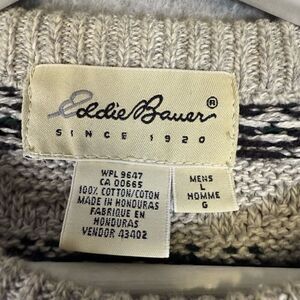 Eddie Bauer®
SINCE 1920
WPL 9647
CA 00665
100% COTTON/COTON
MADE IN HONDURAS
FABRIQUE EN
HONDURAS
VENDOR 43402
MENS
L
HOMME
G